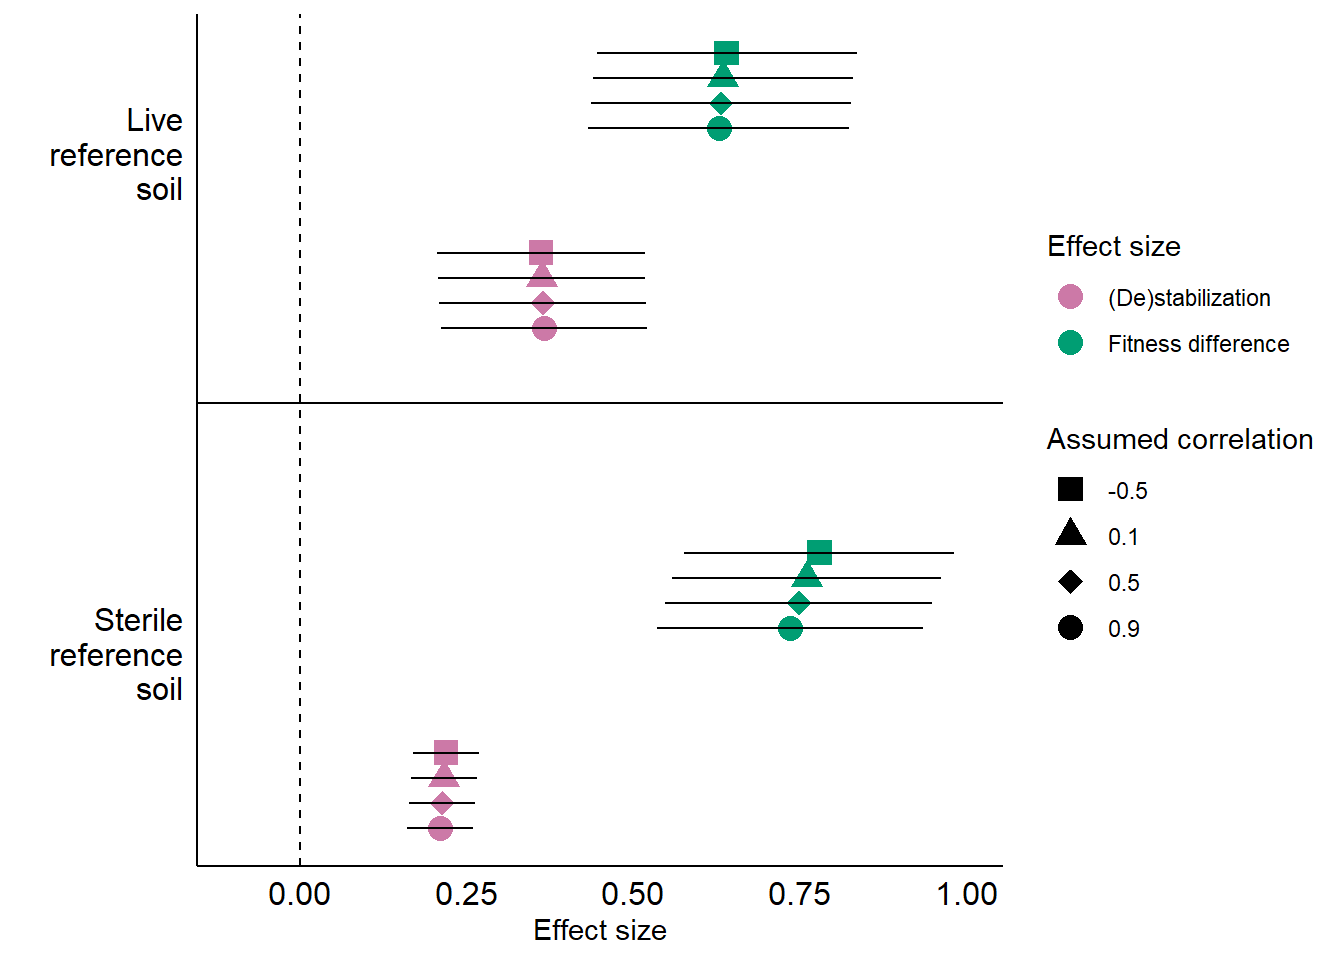 Live
reference
soil
Sterile
reference
soil
0.00
0.25
0.50
0.75
1.00
Effect size
Effect size
(De)stabilization
Fitness difference
Assumed correlation
-0.5
0.1
0.5
0.9